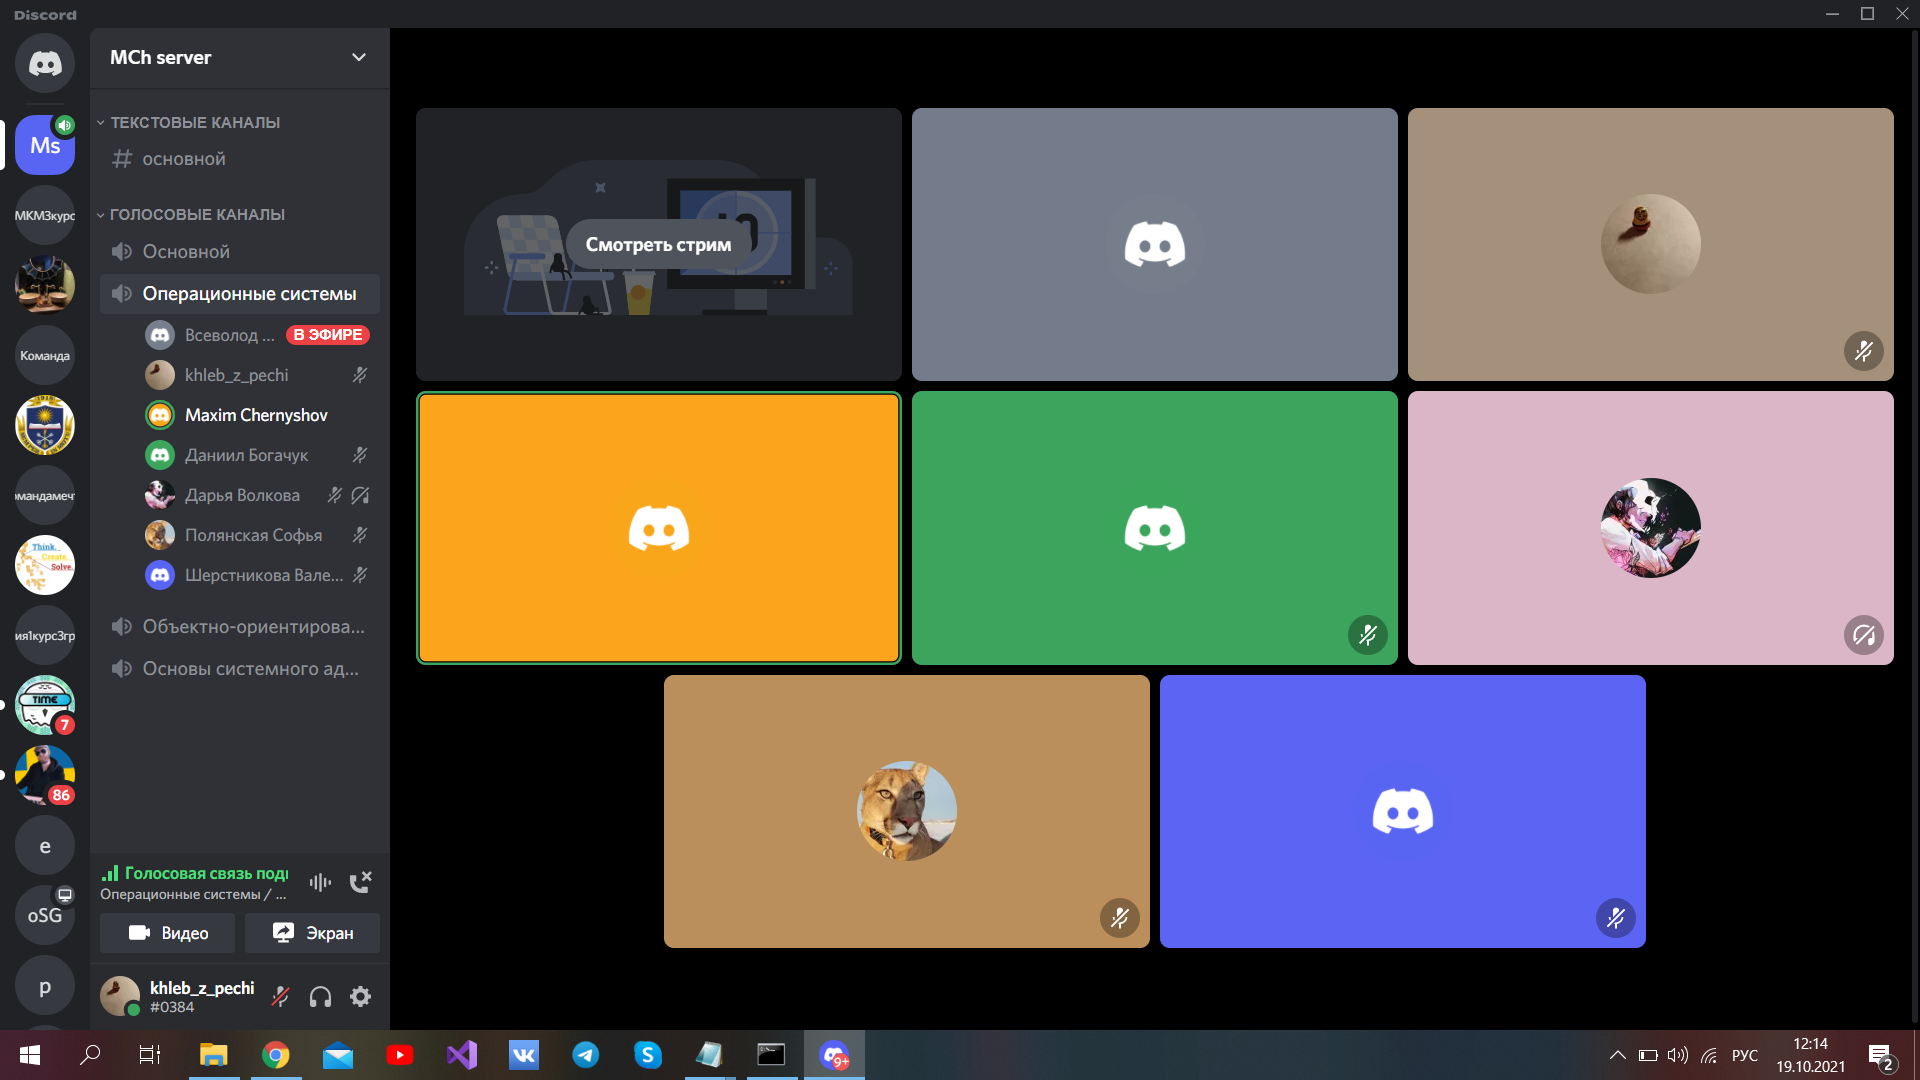 Discord
MCh server
ТЕКСТОВЫЕ КАНАЛЫ
основной
ГОЛОСОВЫЕ КАНАЛЫ
Основной
Операционные системы
Всеволод ... В ЭФИРЕ
khleb_z_pechi
Maxim Chernyshov
Даниил Богачук
Дарья Волкова
Полянская Софья
Шерстникова Вале...
Объектно-ориентирова...
Основы системного ад...
Ms
МКМ3курс
Команда
омандамечт
Think.
Create.
Solve.
ия1курс3гр
TIME
7
86
e
oSG
p
Голосовая связь подк
Операционные системы / ...
Видео
Экран
khleb_z_pechi
#0384
Смотреть стрим
9+
РУС
12:14
19.10.2021
2